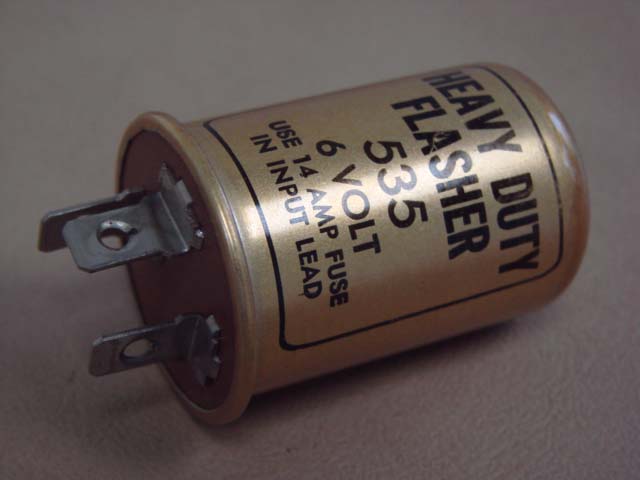 HEAVY DUTY
FLASHER
535
6 VOLT
USE 14 AMP FUSE
IN INPUT LEAD